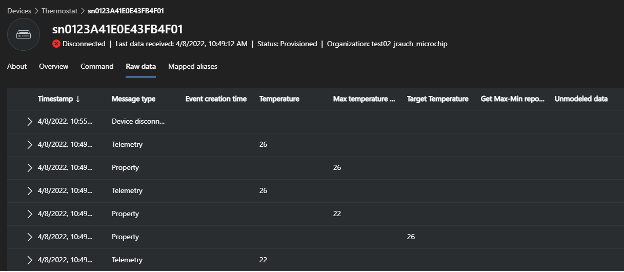 Devices > Thermostat > sn0123A41E0E43FB4F01
sn0123A41E0E43FB4F01
Disconnected | Last data received: 4/8/2022, 10:49:12 AM | Status: Provisioned | Organization: test02_jrauch_microchip
About Overview Command Raw data Mapped aliases
Timestamp ↓ Message type Event creation time Temperature Max temperature ... Target Temperature Get Max-Min repo... Unmodeled data
4/8/2022, 10:55... Device disconn...
4/8/2022, 10:49... Telemetry 26
4/8/2022, 10:49... Property 26
4/8/2022, 10:49... Telemetry 26
4/8/2022, 10:49... Property 22
4/8/2022, 10:49... Property 26
4/8/2022, 10:49... Telemetry 22